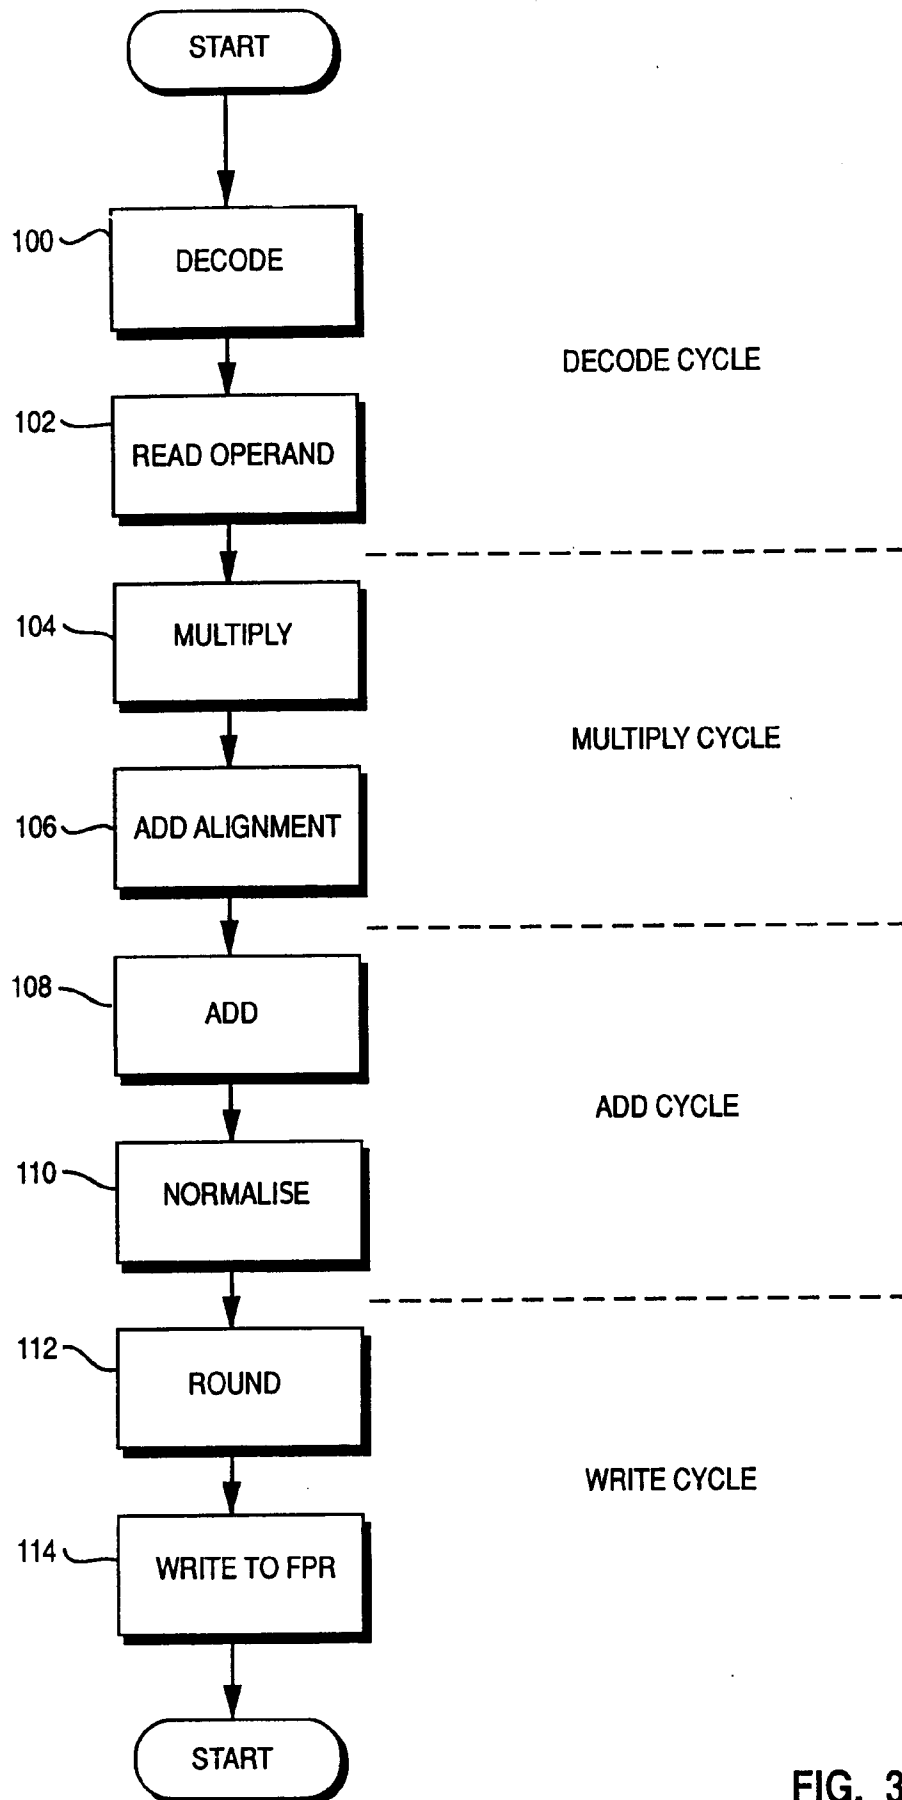 START
100
DECODE
DECODE CYCLE
102
READ OPERAND
104
MULTIPLY
MULTIPLY CYCLE
106
ADD ALIGNMENT
108
ADD
ADD CYCLE
110
NORMALISE
112
ROUND
WRITE CYCLE
114
WRITE TO FPR
START
FIG. 3